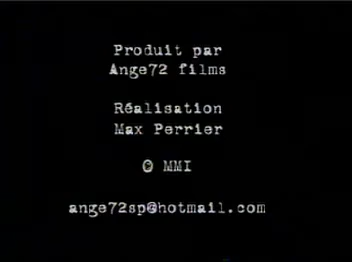 Produit par
Ange72 films
Réalisation
Max Perrier
© MMI
ange72sp@hotmail.com